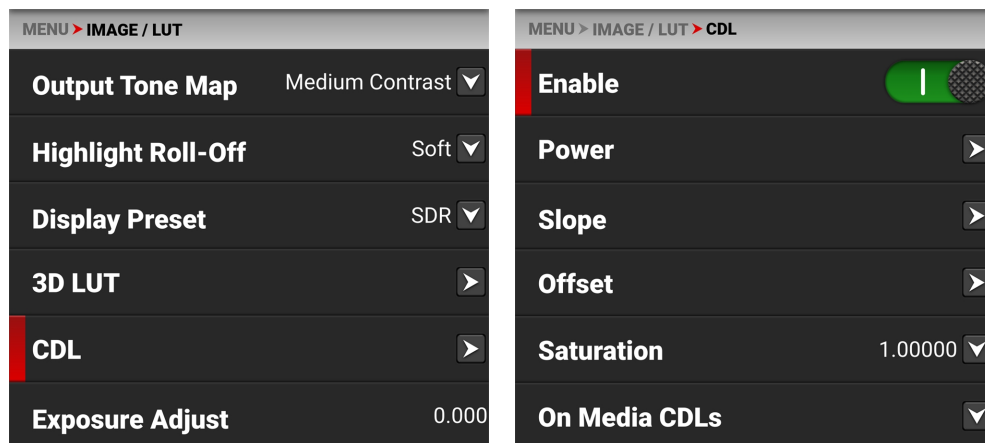 MENU > IMAGE / LUT
Output Tone Map Medium Contrast
Highlight Roll-Off Soft
Display Preset SDR
3D LUT
CDL
Exposure Adjust 0.000
MENU > IMAGE / LUT > CDL
Enable
Power
Slope
Offset
Saturation 1.00000
On Media CDLs